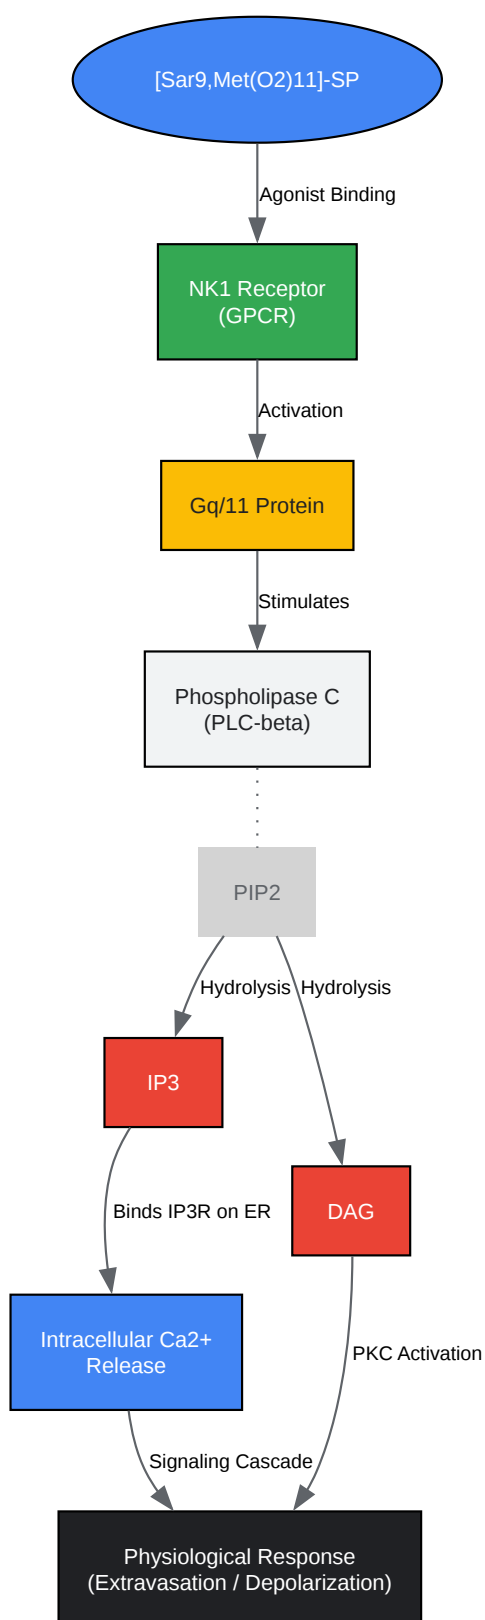 [Sar9,Met(O2)11]-SP
Agonist Binding
NK1 Receptor
(GPCR)
Activation
Gq/11 Protein
Stimulates
Phospholipase C
(PLC-beta)
PIP2
Hydrolysis
Hydrolysis
IP3
Binds IP3R on ER
DAG
Intracellular Ca2+
Release
PKC Activation
Signaling Cascade
Physiological Response
(Extravasation / Depolarization)